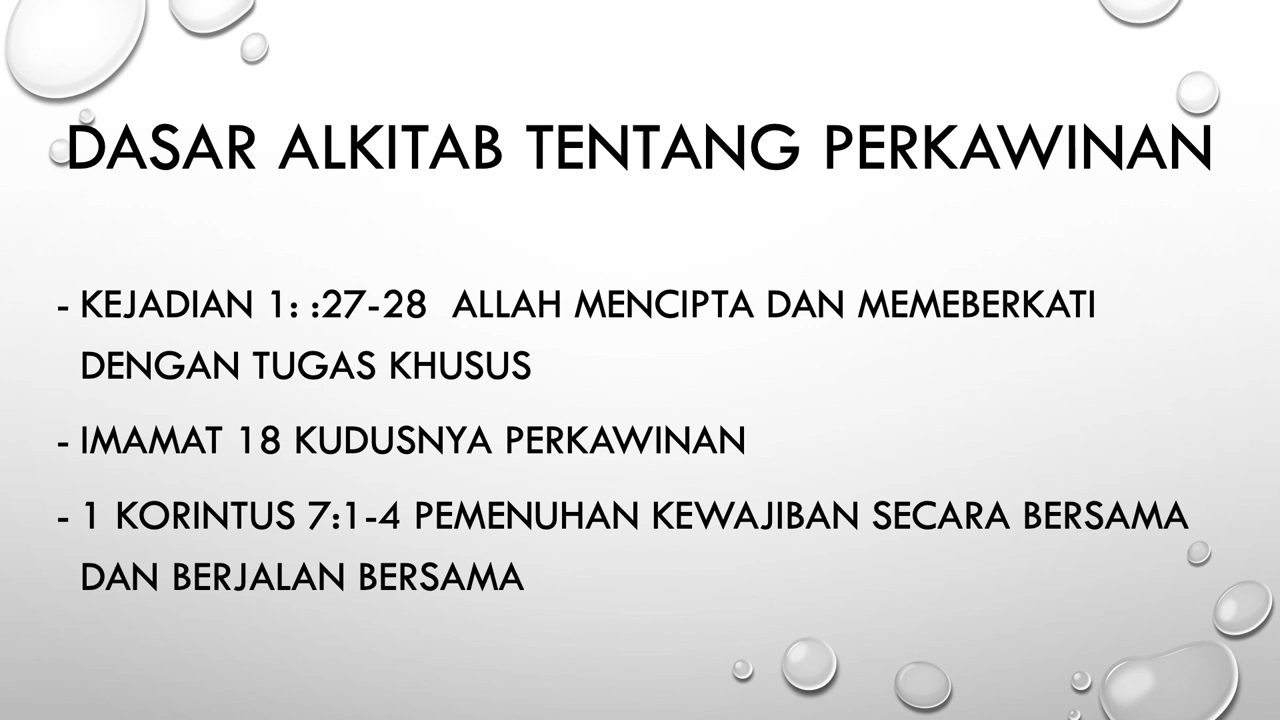 DASAR ALKITAB TENTANG PERKAWINAN
- KEJADIAN 1: :27-28  ALLAH MENCIPTA DAN MEMEBERKATI
DENGAN TUGAS KHUSUS
- IMAMAT 18 KUDUSNYA PERKAWINAN
- 1 KORINTUS 7:1-4 PEMENUHAN KEWAJIBAN SECARA BERSAMA
DAN BERJALAN BERSAMA